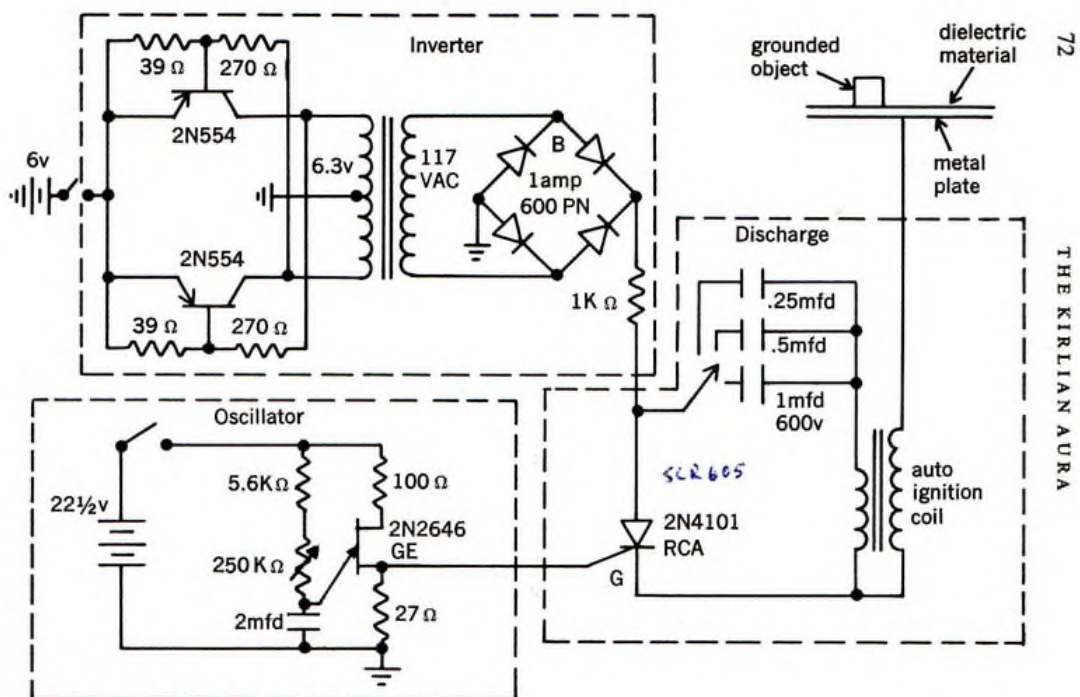 72
THE KIRLIAN AURA
Inverter
39 Ω
270 Ω
2N554
6v
6.3v
117
VAC
B
1amp
600 PN
2N554
39 Ω
270 Ω
1K Ω
grounded
object
dielectric
material
metal
plate
Discharge
.25mfd
.5mfd
1mfd
600v
SCR605
2N4101
RCA
G
auto
ignition
coil
Oscillator
22½v
5.6K Ω
100 Ω
2N2646
GE
250 K Ω
27 Ω
2mfd